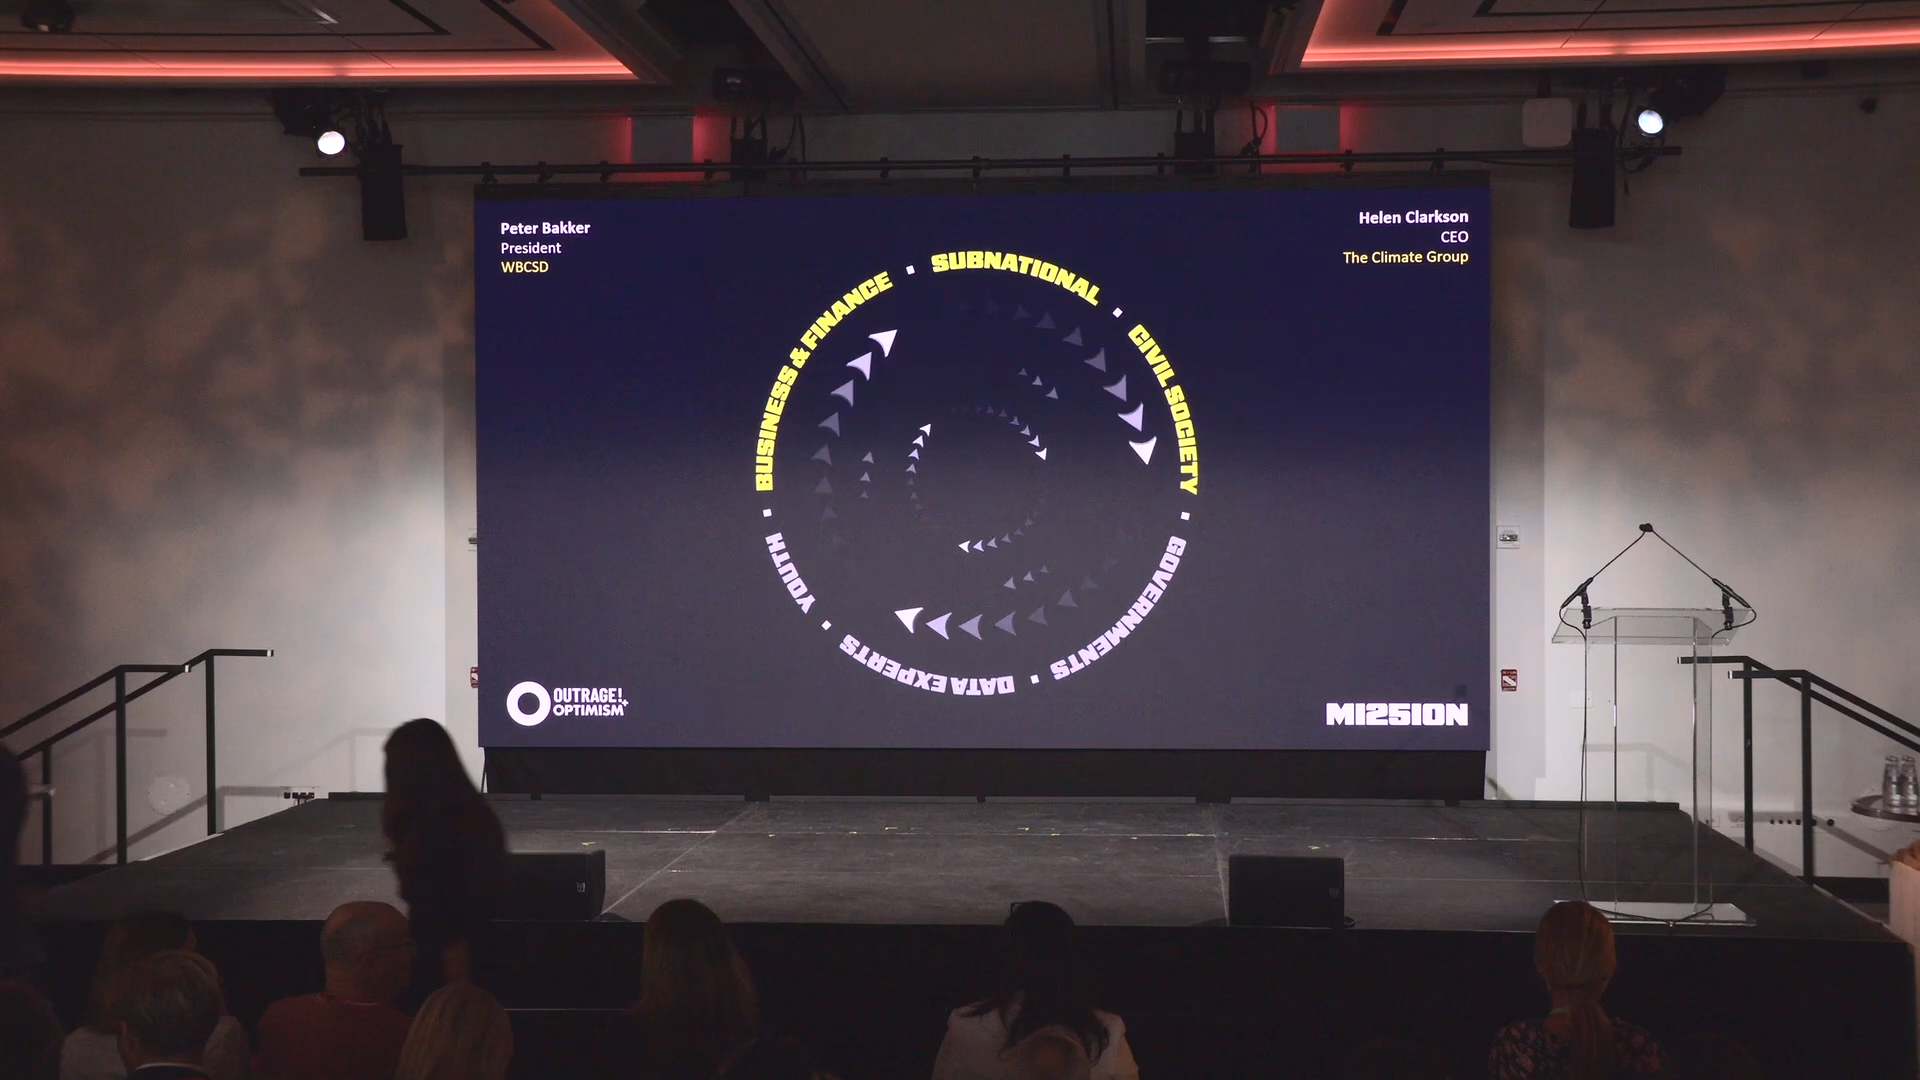 Peter Bakker
President
WBCSD
Helen Clarkson
CEO
The Climate Group
BUSINESS & FINANCE · SUBNATIONAL · CIVIL SOCIETY · GOVERNMENTS · DATA EXPERTS · YOUTH ·
OUTRAGE!
OPTIMISM+
MI25ION